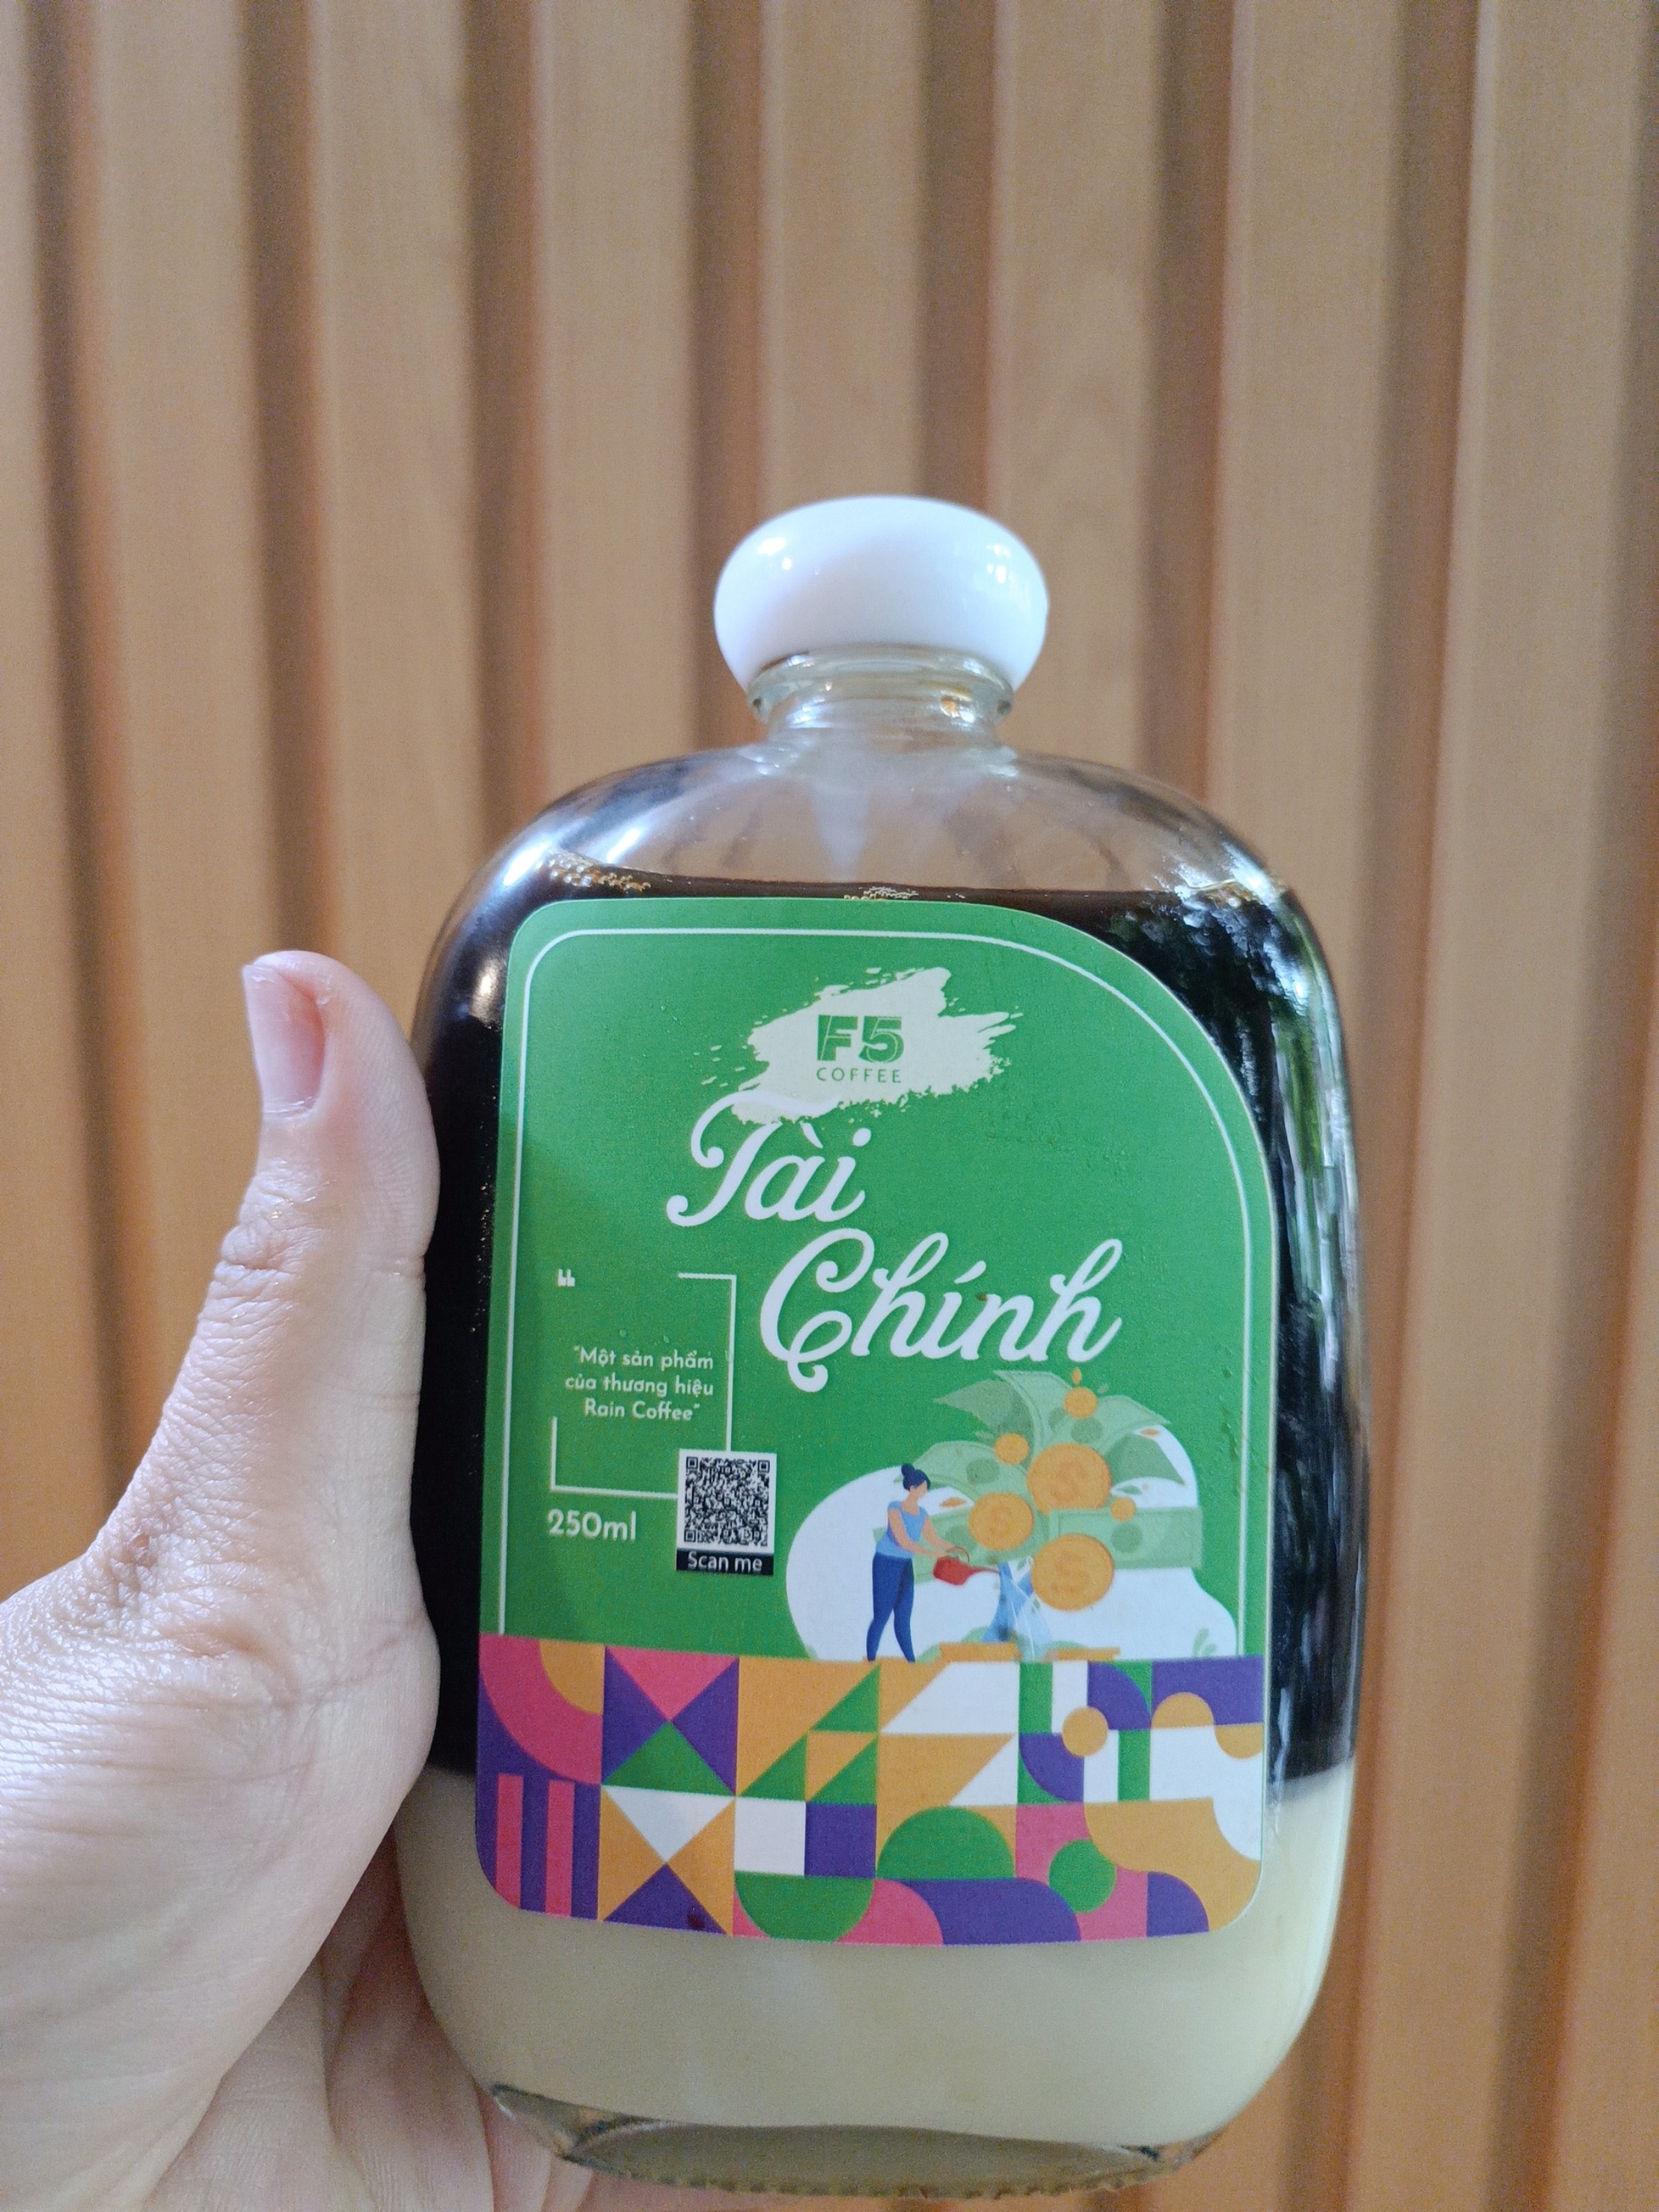 F5
COFFEE
Tài
Chính
“
"Một sản phẩm
của thương hiệu
Rain Coffee"
250ml
Scan me